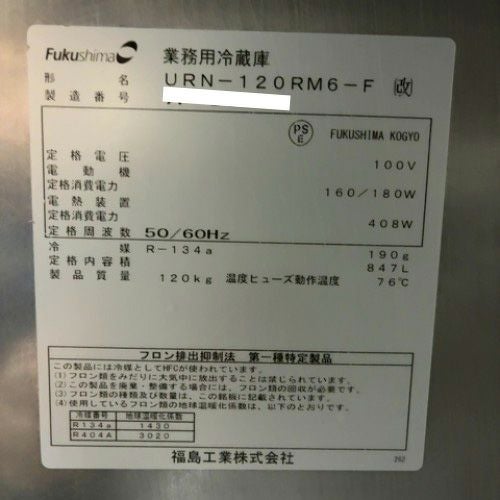 Fukushima 業務用冷蔵庫
形 名 URN-120RM6-F 改
製造番号
PSE FUKUSHIMA KOGYO
定格電圧 100V
電動機
定格消費電力 160/180W
電熱装置
定格消費電力 408W
定格周波数 50/60Hz
冷 媒 R-134a 190g
定格内容積 847L
製品質量 120kg 温度ヒューズ動作温度 76℃
フロン排出抑制法 第一種特定製品
この製品には冷媒としてHFCが使われています。
(1)フロン類をみだりに大気中に放出することは禁じられています。
(2)この製品を廃棄・整備する場合には、フロン類の回収が必要です。
(3)フロン類の種類及び数量は、この銘板に記載されています。
(4)使用しているフロン類の地球温暖化係数は、以下のとおりです。
冷媒番号 地球温暖化係数
R134a 1430
R404A 3920
福島工業株式会社
262